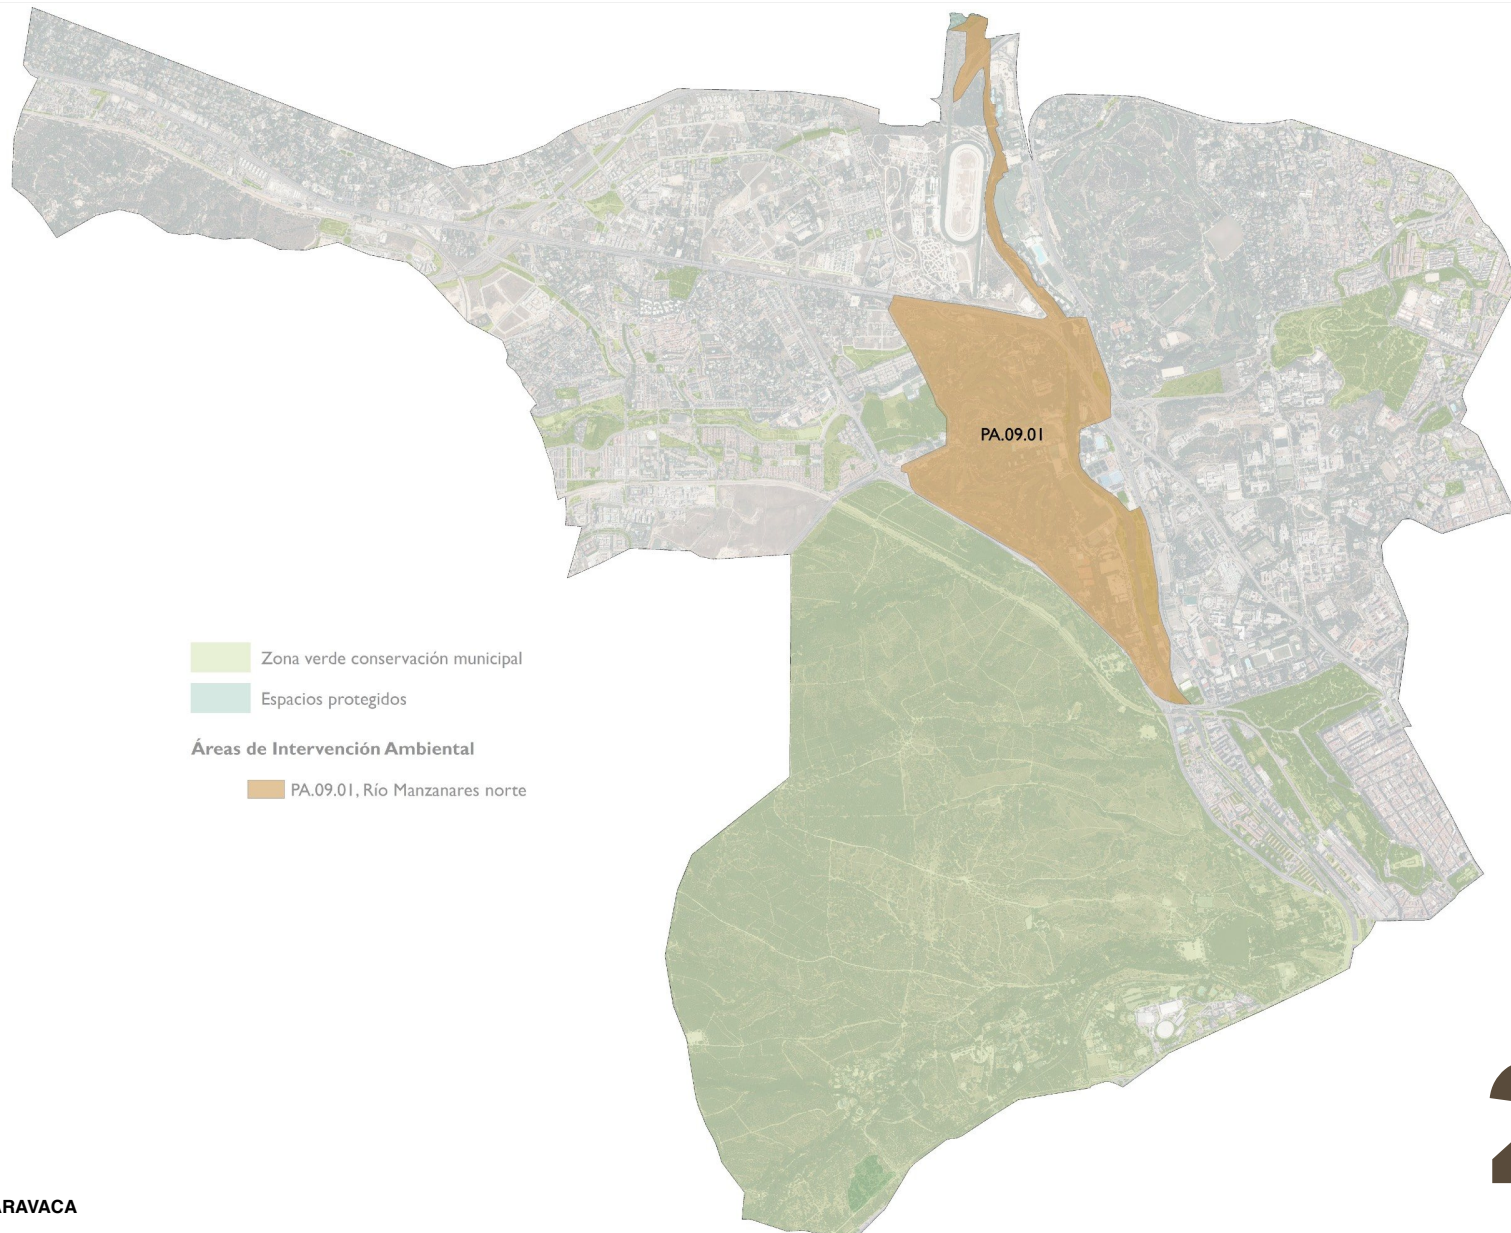 PA.09.01
Zona verde conservación municipal
Espacios protegidos
Áreas de Intervención Ambiental
PA.09.01, Río Manzanares norte
ARAVACA